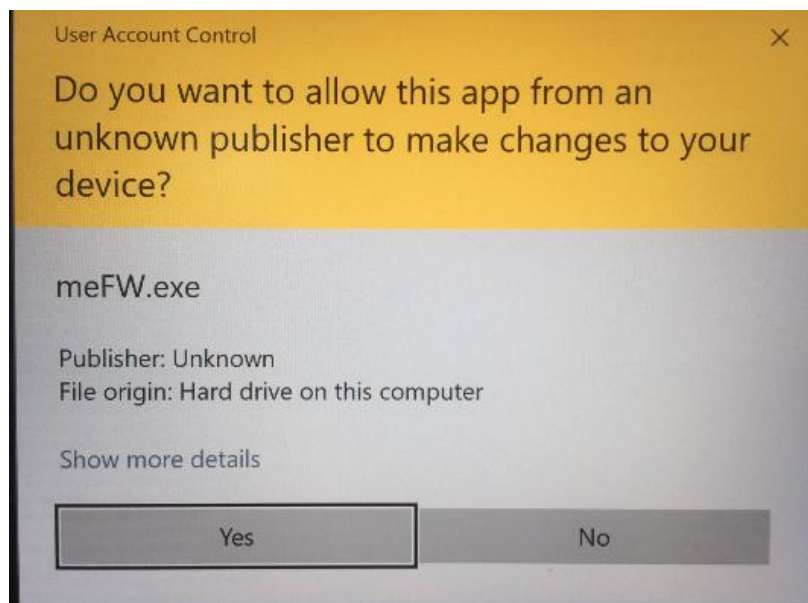 User Account Control
Do you want to allow this app from an
unknown publisher to make changes to your
device?
meFW.exe
Publisher: Unknown
File origin: Hard drive on this computer
Show more details
Yes
No